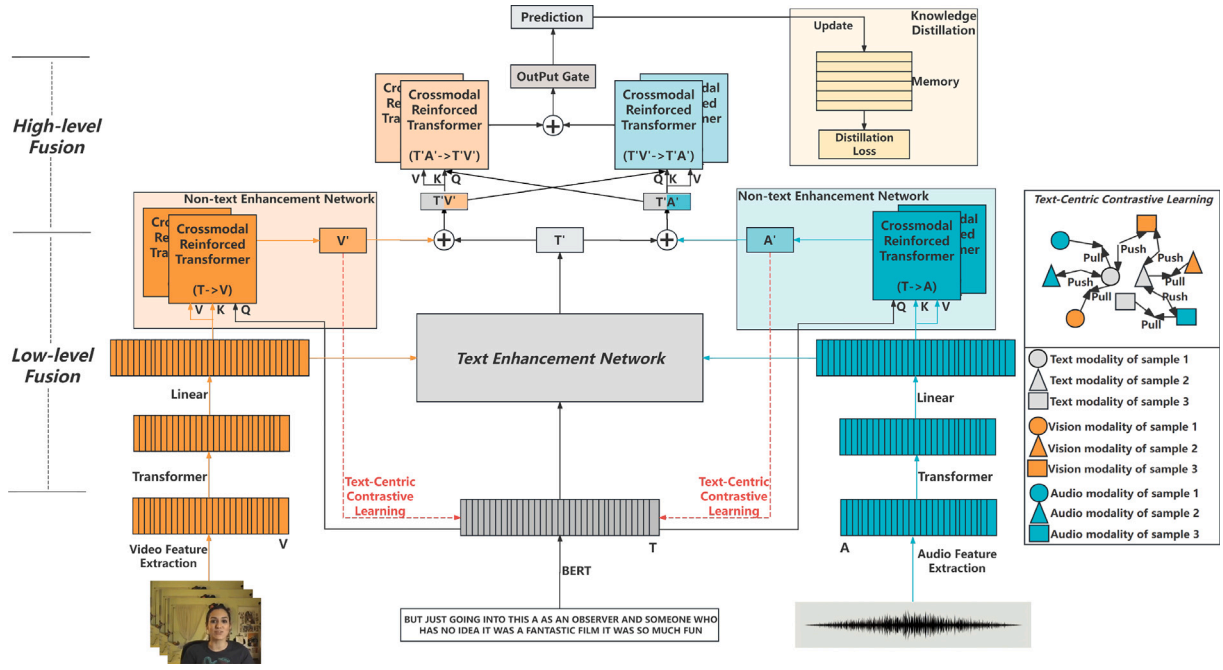 Prediction
Update
Knowledge
Distillation
Memory
Distillation
Loss
OutPut Gate
High-level
Fusion
Crossmodal
Reinforced
Transformer
(T'A'->T'V')
Crossmodal
Reinforced
Transformer
(T'V'->T'A')
V K Q
Q K V
T'V'
T'A'
Non-text Enhancement Network
Crossmodal
Reinforced
Transformer
(T->V)
V K Q
V'
T'
A'
Non-text Enhancement Network
Crossmodal
Reinforced
Transformer
(T->A)
Q K V
Low-level
Fusion
Text Enhancement Network
Linear
Transformer
Video Feature
Extraction
V
Text-Centric
Contrastive
Learning
Text-Centric
Contrastive
Learning
T
BERT
Linear
Transformer
A
Audio Feature
Extraction
BUT JUST GOING INTO THIS A AS AN OBSERVER AND SOMEONE WHO
HAS NO IDEA IT WAS A FANTASTIC FILM IT WAS SO MUCH FUN
Text-Centric Contrastive Learning
Pull
Push
Push
Push
Pull
Pull
Push
Pull
Text modality of sample 1
Text modality of sample 2
Text modality of sample 3
Vision modality of sample 1
Vision modality of sample 2
Vision modality of sample 3
Audio modality of sample 1
Audio modality of sample 2
Audio modality of sample 3